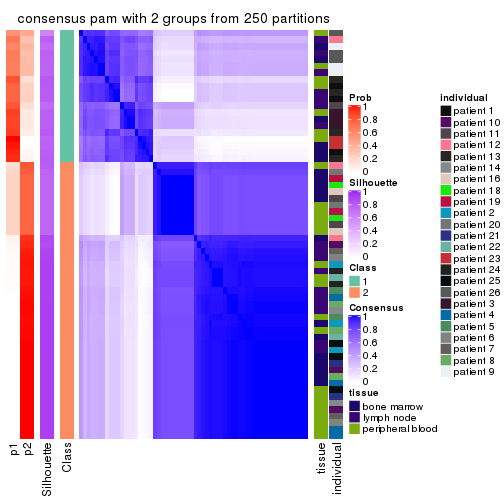 consensus pam with 2 groups from 250 partitions
Prob
1
0.8
0.6
0.4
0.2
0
Silhouette
1
0.8
0.6
0.4
0.2
0
Class
1
2
Consensus
1
0.8
0.6
0.4
0.2
0
tissue
bone marrow
lymph node
peripheral blood
individual
patient 1
patient 10
patient 11
patient 12
patient 13
patient 14
patient 16
patient 18
patient 19
patient 2
patient 20
patient 21
patient 22
patient 23
patient 24
patient 25
patient 26
patient 3
patient 4
patient 5
patient 6
patient 7
patient 8
patient 9
p1
p2
Silhouette
Class
tissue
individual